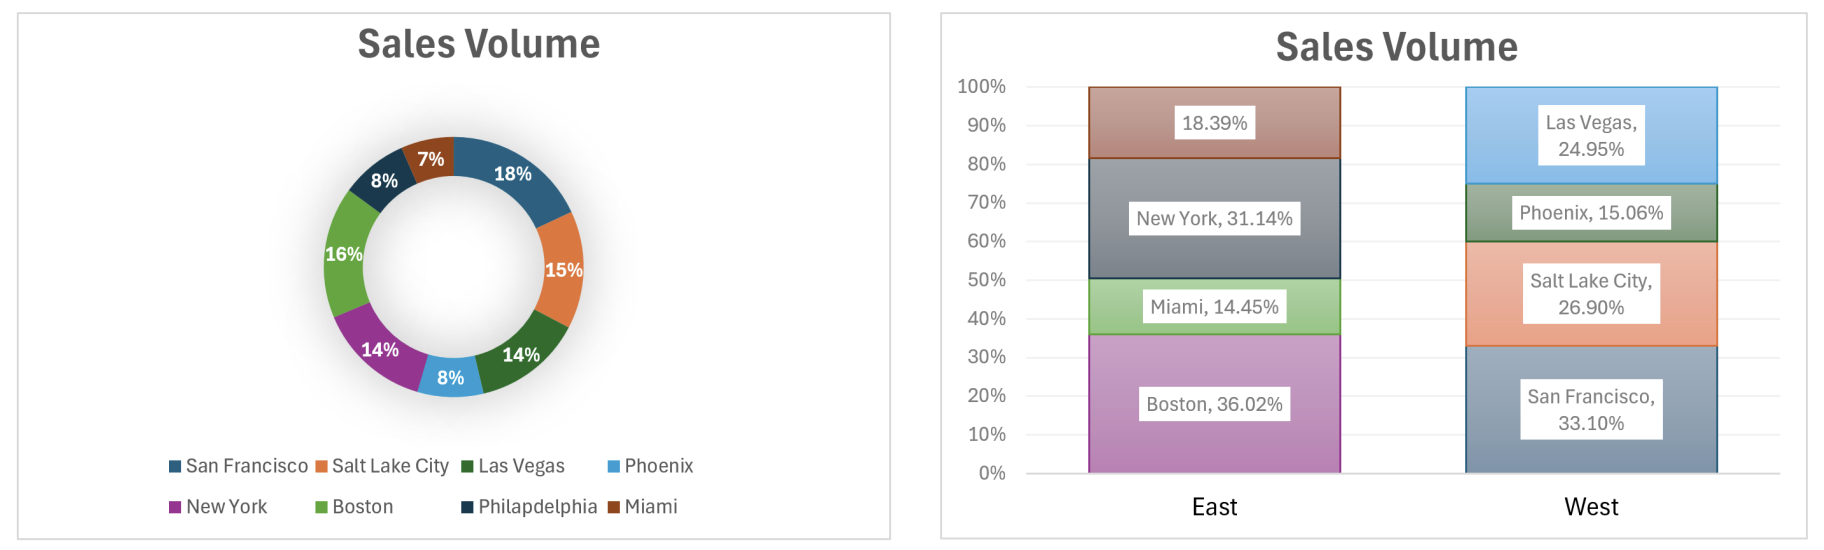 Sales Volume
7%
18%
8%
16%
15%
14%
14%
8%
San Francisco
Salt Lake City
Las Vegas
Phoenix
New York
Boston
Philapdelphia
Miami
Sales Volume
100%
90%
80%
70%
60%
50%
40%
30%
20%
10%
0%
18.39%
New York, 31.14%
Miami, 14.45%
Boston, 36.02%
Las Vegas,
24.95%
Phoenix, 15.06%
Salt Lake City,
26.90%
San Francisco,
33.10%
East
West